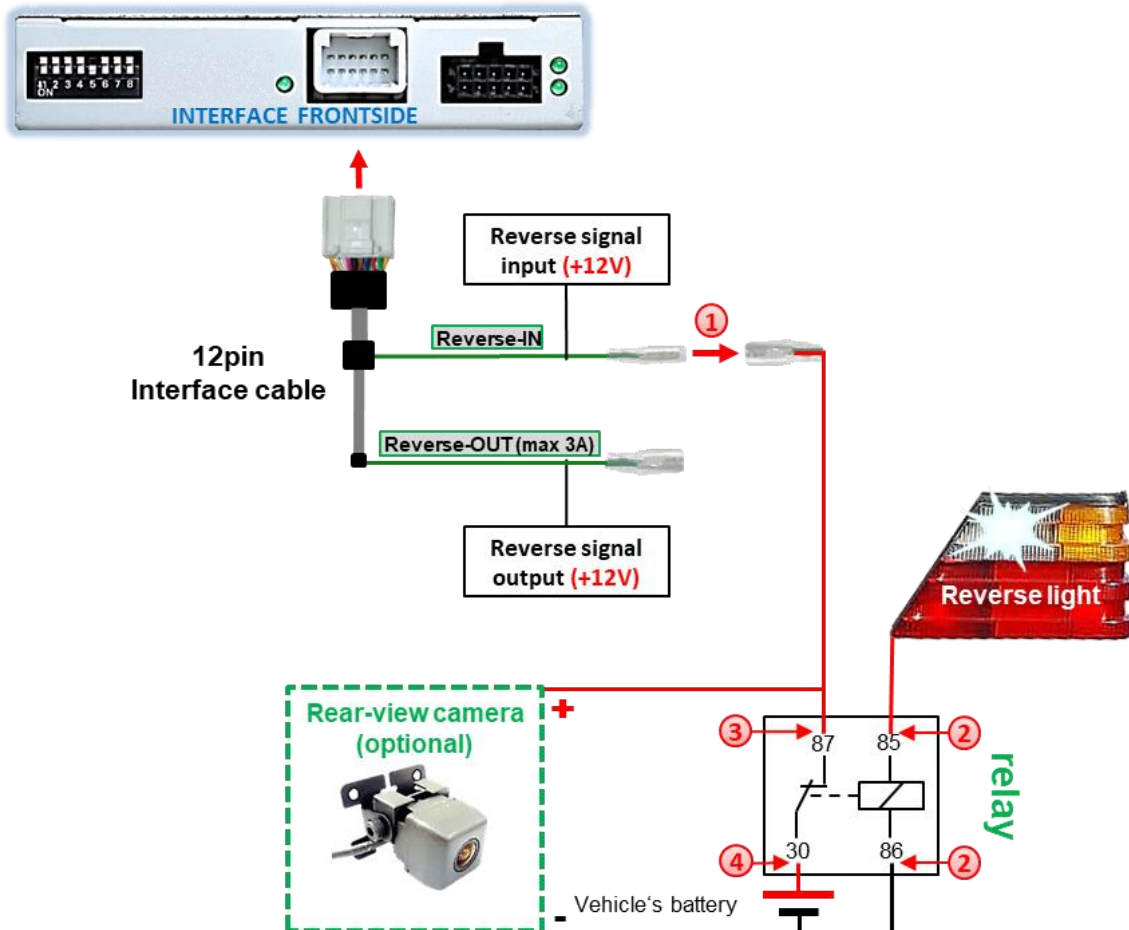 1 2 3 4 5 6 7 8
ON
INTERFACE FRONTSIDE
Reverse signal
input (+12V)
1
Reverse-IN
12pin
Interface cable
Reverse-OUT (max 3A)
Reverse signal
output (+12V)
Reverse light
Rear-view camera
(optional)
+
3
87
85
2
relay
4
30
86
2
- Vehicle‘s battery